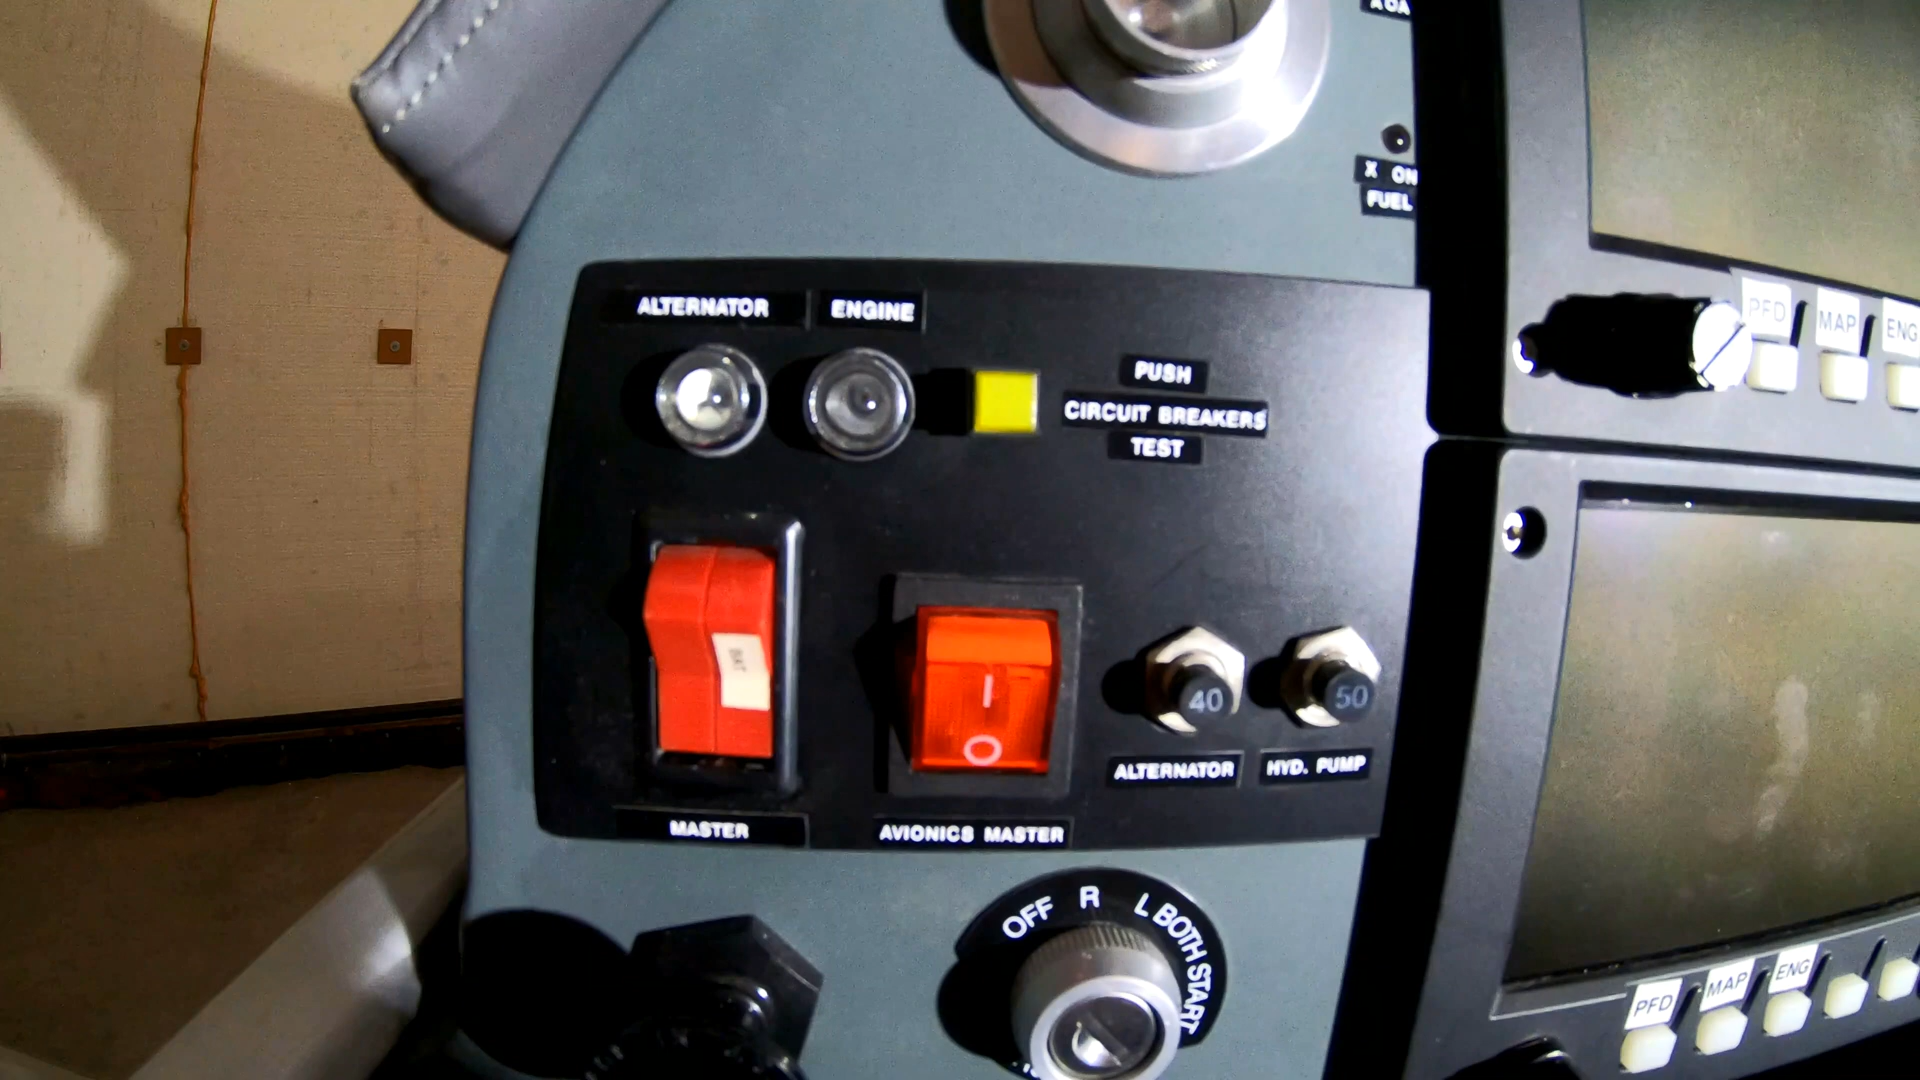 X ON
FUEL
ALTERNATOR
ENGINE
PUSH
CIRCUIT BREAKERS
TEST
PFD
MAP
ENG
BAT
40
50
ALTERNATOR
HYD. PUMP
MASTER
AVIONICS MASTER
OFF R L BOTH START
PFD
MAP
ENG